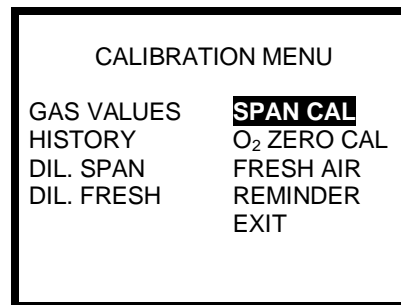 CALIBRATION MENU
GAS VALUES SPAN CAL
HISTORY O₂ ZERO CAL
DIL. SPAN FRESH AIR
DIL. FRESH REMINDER
EXIT